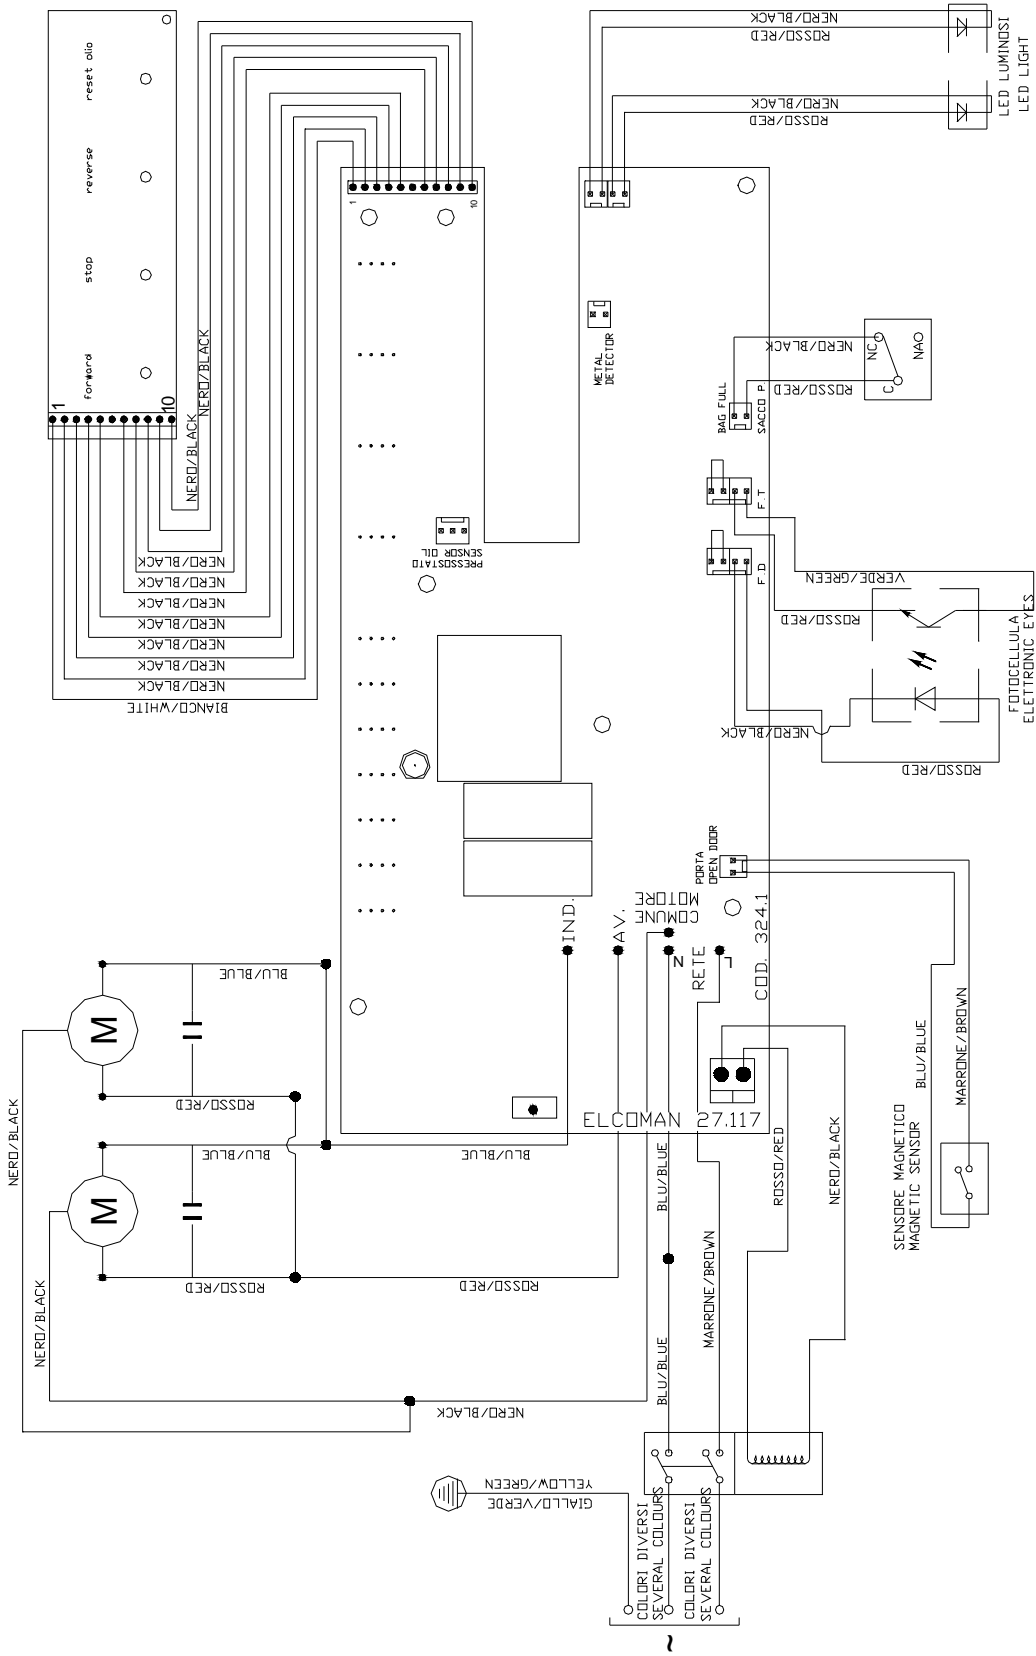 reset olio
reverse
stop
forward
1
10
NERO/BLACK
NERO/BLACK
NERO/BLACK
NERO/BLACK
NERO/BLACK
NERO/BLACK
NERO/BLACK
NERO/BLACK
NERO/BLACK
BIANCO/WHITE
1
10
NERO/BLACK
ROSSO/RED
NERO/BLACK
ROSSO/RED
LED LUMINOSI
LED LIGHT
METAL
DETECTOR
PRESSOSTATO
SENSOR OIL
BAG FULL
SACCO P.
NERO/BLACK
ROSSO/RED
NC
NA
C
F.T
F.D
VERDE/GREEN
ROSSO/RED
NERO/BLACK
ROSSO/RED
FOTOCELLULA
ELETTRONIC EYES
PORTA
OPEN DOOR
COMUNE
MOTORE
IND.
AV.
N
RETE
L
COD. 324.1
ELCOMAN 27.117
M
BLU/BLUE
ROSSO/RED
NERO/BLACK
M
BLU/BLUE
ROSSO/RED
NERO/BLACK
BLU/BLUE
ROSSO/RED
NERO/BLACK
BLU/BLUE
BLU/BLUE
MARRONE/BROWN
ROSSO/RED
NERO/BLACK
BLU/BLUE
MARRONE/BROWN
SENSORE MAGNETICO
MAGNETIC SENSOR
GIALLO/VERDE
YELLOW/GREEN
COLORI DIVERSI
SEVERAL COLOURS
COLORI DIVERSI
SEVERAL COLOURS
~